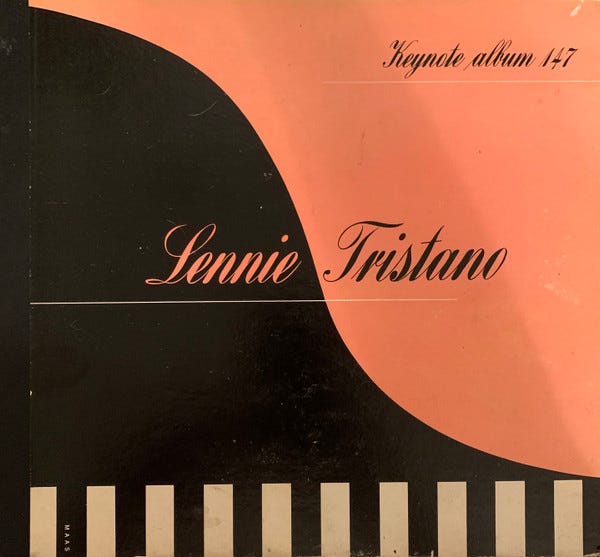 Keynote album 147
Lennie Tristano
MAAS